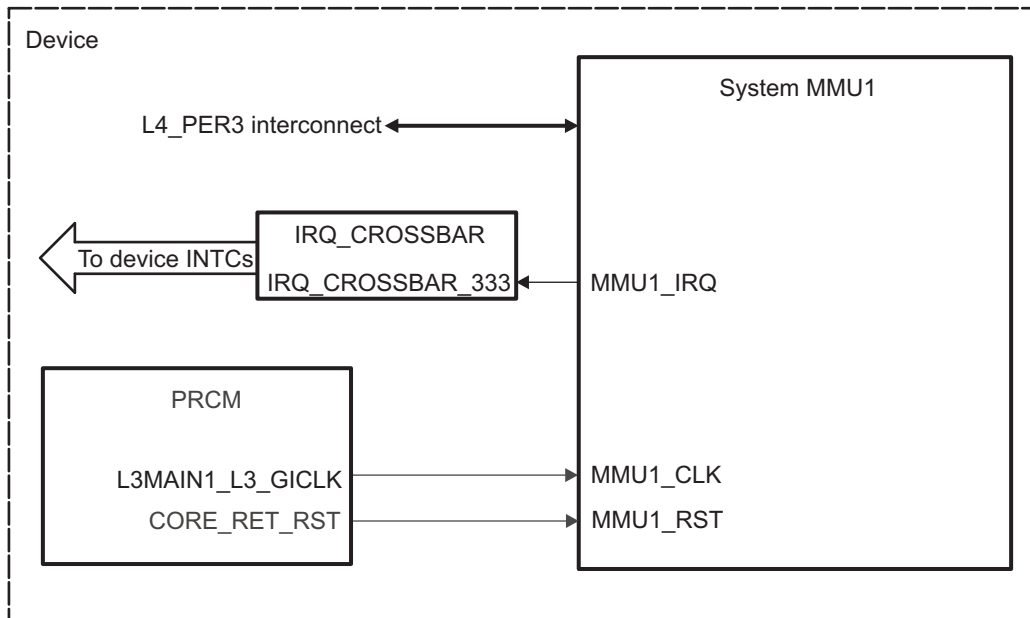 Device
System MMU1
L4_PER3 interconnect
IRQ_CROSSBAR
To device INTCs
IRQ_CROSSBAR_333
MMU1_IRQ
PRCM
L3MAIN1_L3_GICLK
MMU1_CLK
CORE_RET_RST
MMU1_RST